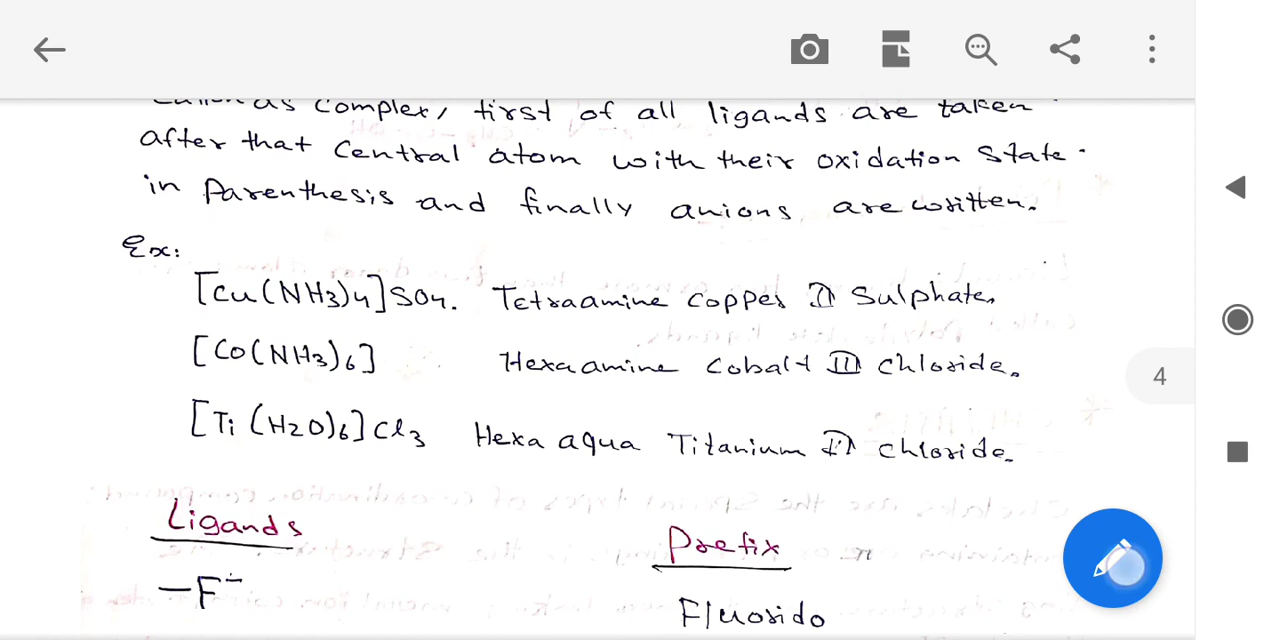 Cation as complex, first of all ligands are taken
after that central atom with their oxidation state
in Parenthesis and finally anions are written.
Ex:
[Cu(NH3)4]SO4. Tetraamine Copper II Sulphate.
[Co(NH3)6] Hexaamine Cobalt III chloride.
4
[Ti(H2O)6]Cl3 Hexa aqua Titanium III chloride.
Ligands Prefix
-F- Fluorido